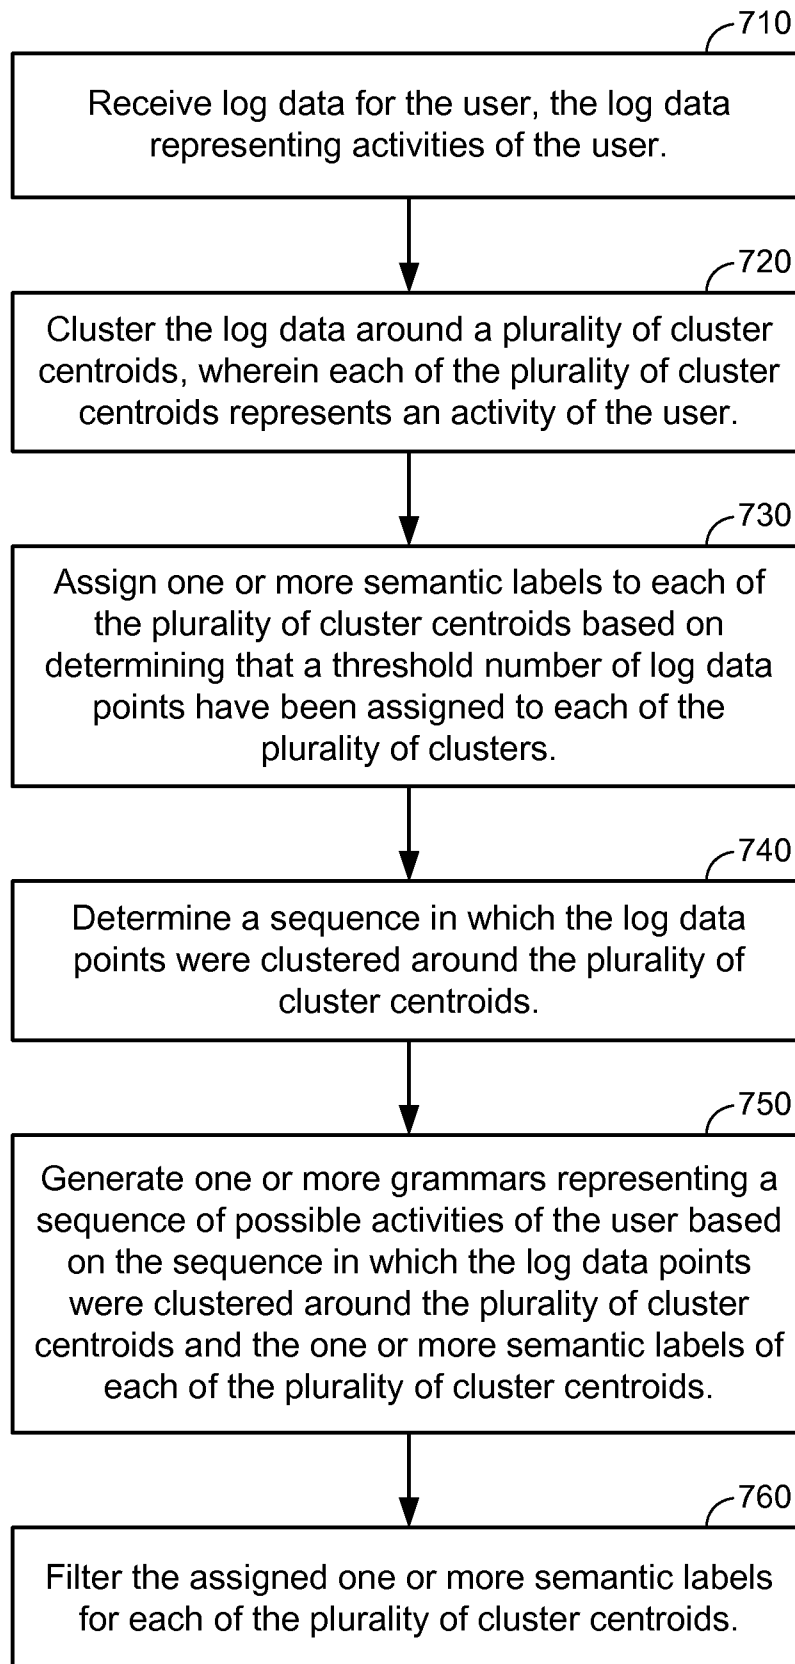 710
Receive log data for the user, the log data
representing activities of the user.
720
Cluster the log data around a plurality of cluster
centroids, wherein each of the plurality of cluster
centroids represents an activity of the user.
730
Assign one or more semantic labels to each of
the plurality of cluster centroids based on
determining that a threshold number of log data
points have been assigned to each of the
plurality of clusters.
740
Determine a sequence in which the log data
points were clustered around the plurality of
cluster centroids.
750
Generate one or more grammars representing a
sequence of possible activities of the user based
on the sequence in which the log data points
were clustered around the plurality of cluster
centroids and the one or more semantic labels of
each of the plurality of cluster centroids.
760
Filter the assigned one or more semantic labels
for each of the plurality of cluster centroids.